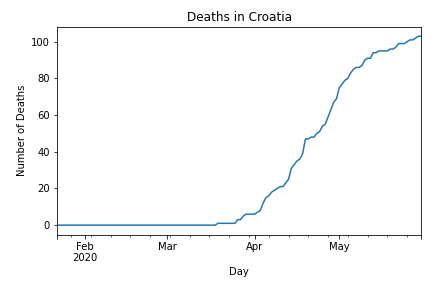 Deaths in Croatia
100
80
60
40
20
0
Number of Deaths
Feb
2020
Mar
Apr
May
Day